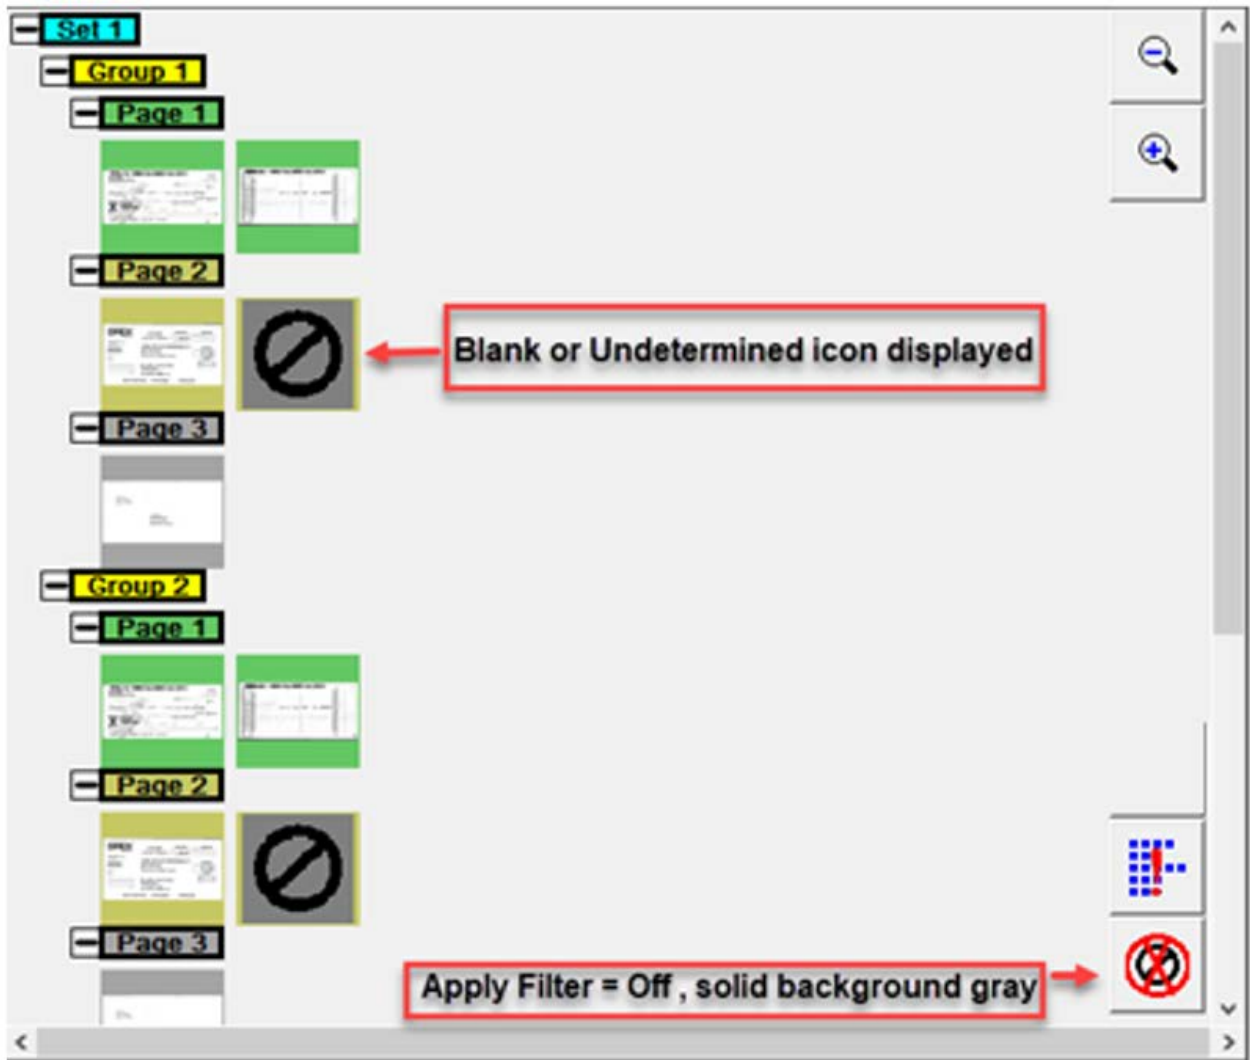 Set 1
Group 1
Page 1
Page 2
Blank or Undetermined icon displayed
Page 3
Group 2
Page 1
Page 2
Page 3
Apply Filter = Off , solid background gray